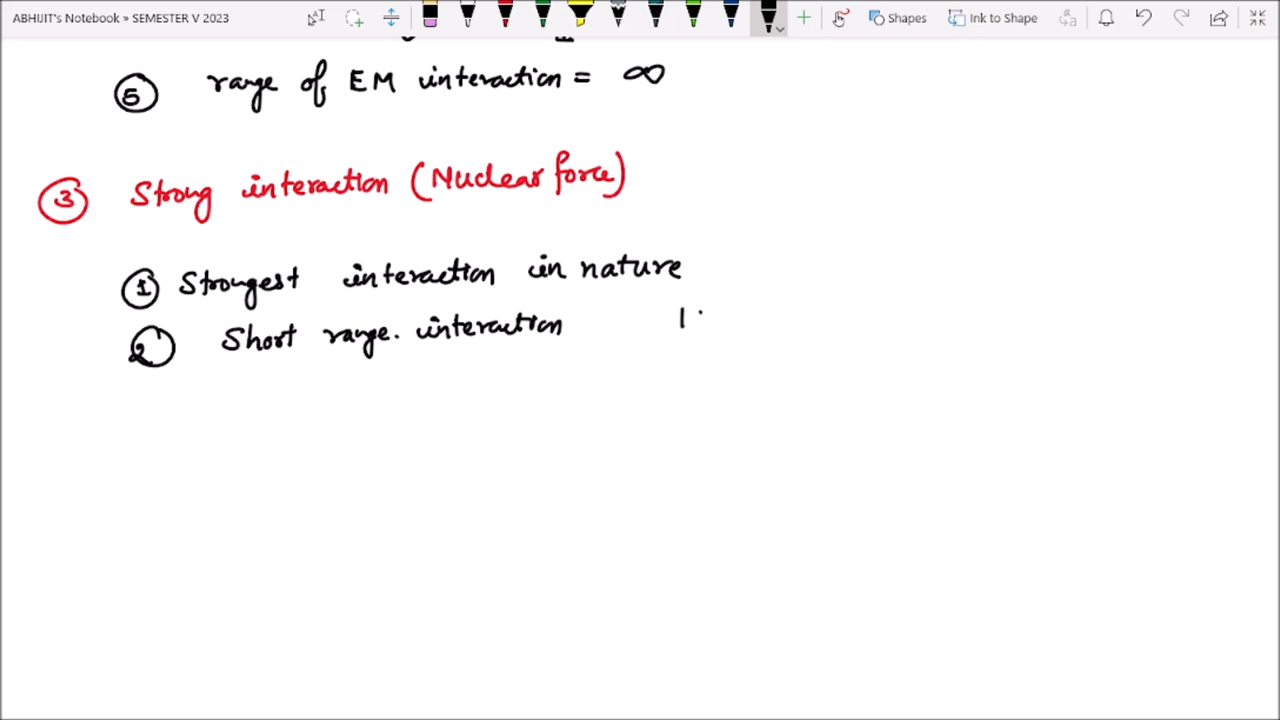 ABHIJIT's Notebook » SEMESTER V 2023
Shapes
Ink to Shape
5 range of EM interaction = ∞
3 Strong interaction (Nuclear force)
1 Strongest interaction in nature
2 Short range. interaction 1.